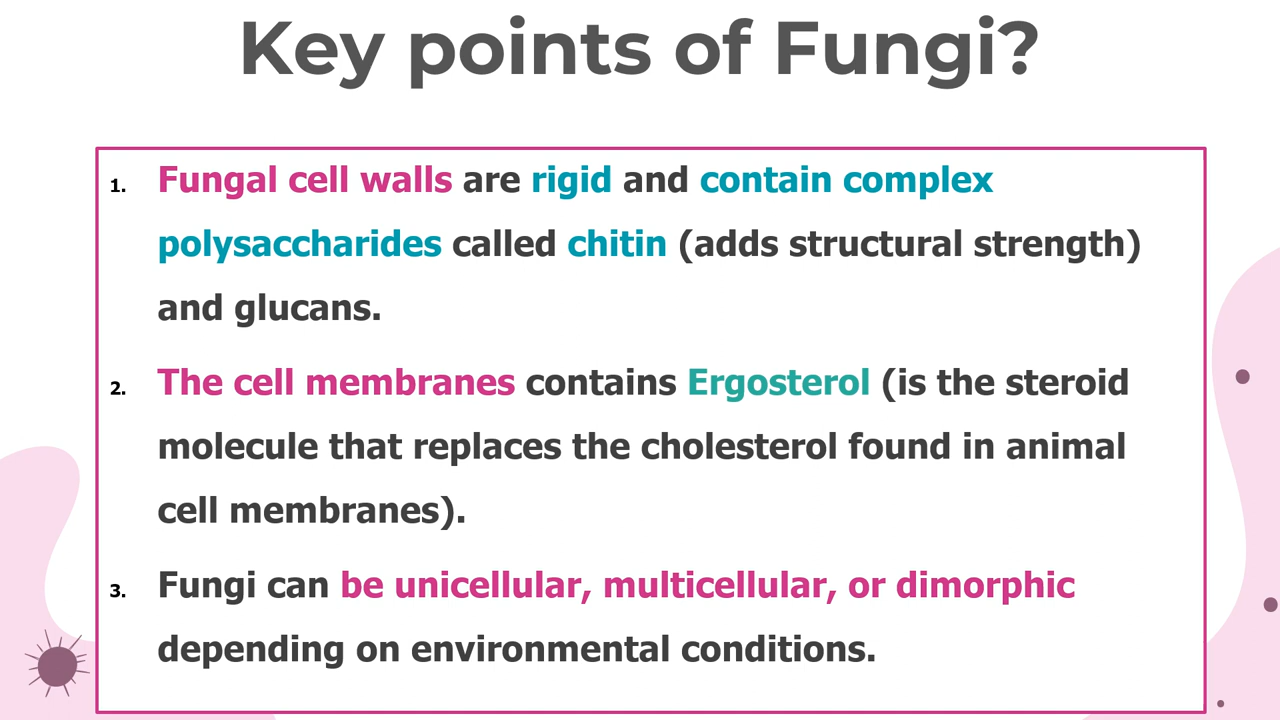 Key points of Fungi?
1. Fungal cell walls are rigid and contain complex
polysaccharides called chitin (adds structural strength)
and glucans.
2. The cell membranes contains Ergosterol (is the steroid
molecule that replaces the cholesterol found in animal
cell membranes).
3. Fungi can be unicellular, multicellular, or dimorphic
depending on environmental conditions.